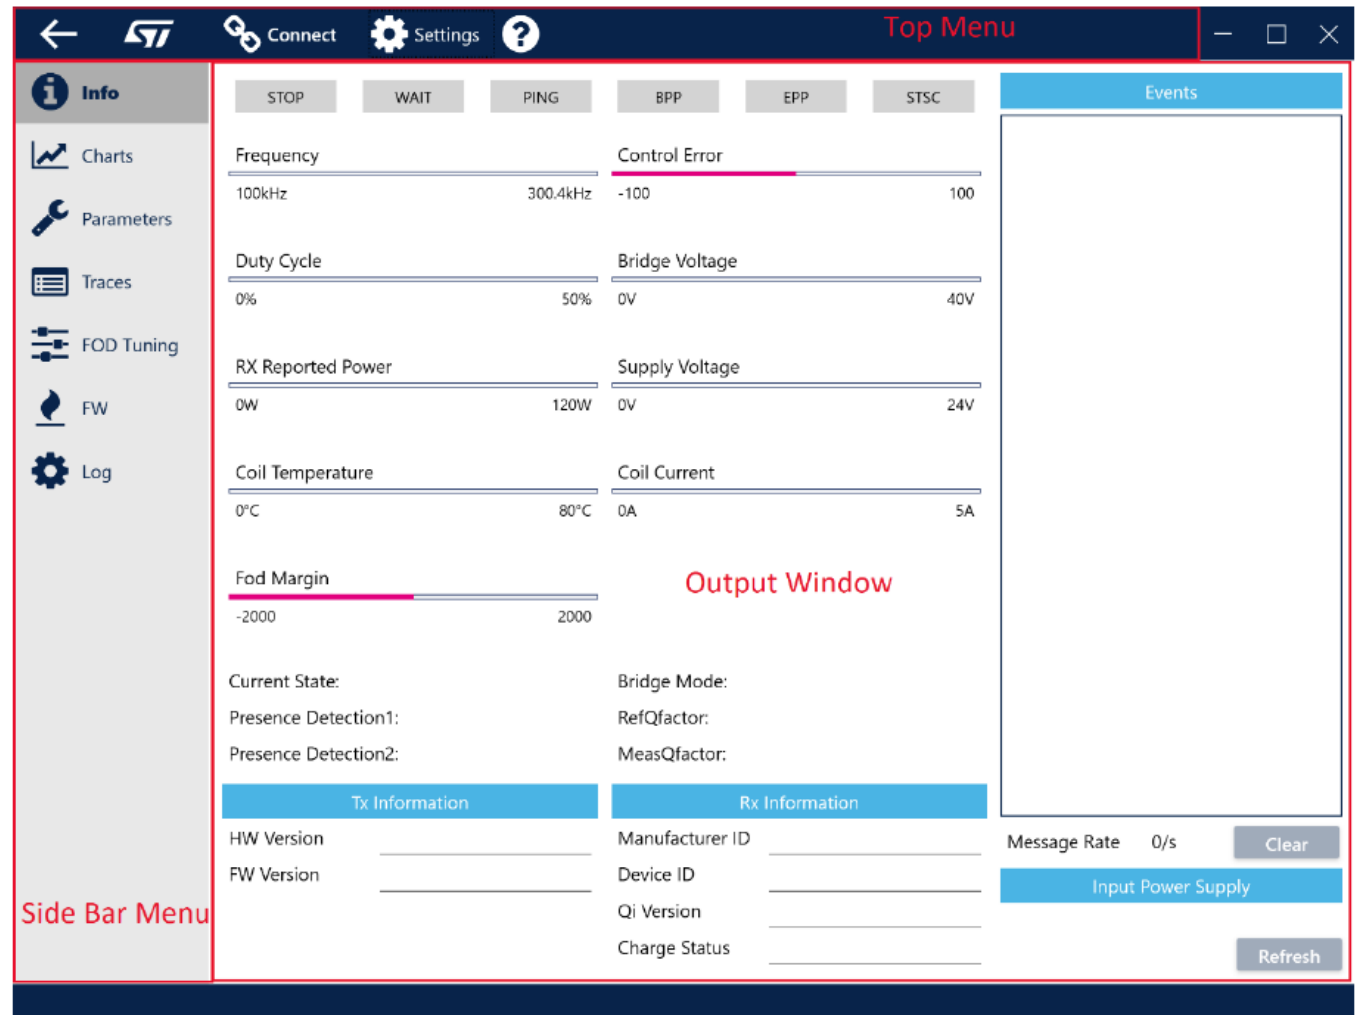 ST Connect Settings ? Top Menu
Info
Charts
Parameters
Traces
FOD Tuning
FW
Log
Side Bar Menu
STOP WAIT PING BPP EPP STSC
Frequency Control Error
100kHz 300.4kHz -100 100
Duty Cycle Bridge Voltage
0% 50% 0V 40V
RX Reported Power Supply Voltage
0W 120W 0V 24V
Coil Temperature Coil Current
0°C 80°C 0A 5A
Fod Margin Output Window
-2000 2000
Current State: Bridge Mode:
Presence Detection1: RefQfactor:
Presence Detection2: MeasQfactor:
Tx Information Rx Information
HW Version Manufacturer ID
FW Version Device ID
Qi Version
Charge Status
Events
Message Rate 0/s Clear
Input Power Supply
Refresh